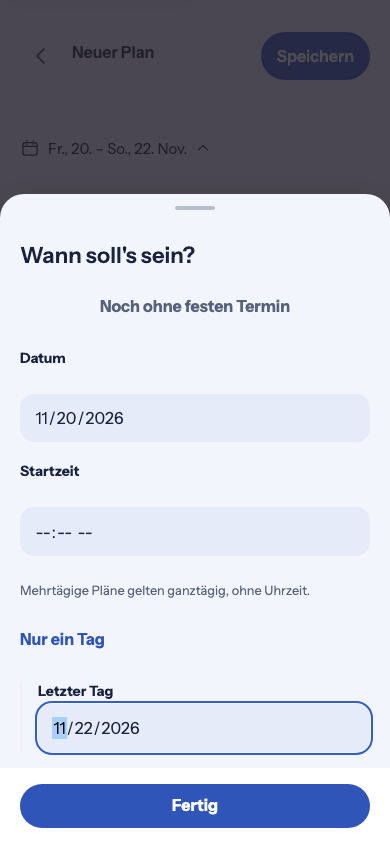 Neuer Plan
Speichern
Fr., 20. – So., 22. Nov.
Wann soll's sein?
Noch ohne festen Termin
Datum
11/20/2026
Startzeit
--:-- --
Mehrtägige Pläne gelten ganztägig, ohne Uhrzeit.
Nur ein Tag
Letzter Tag
11/22/2026
Fertig